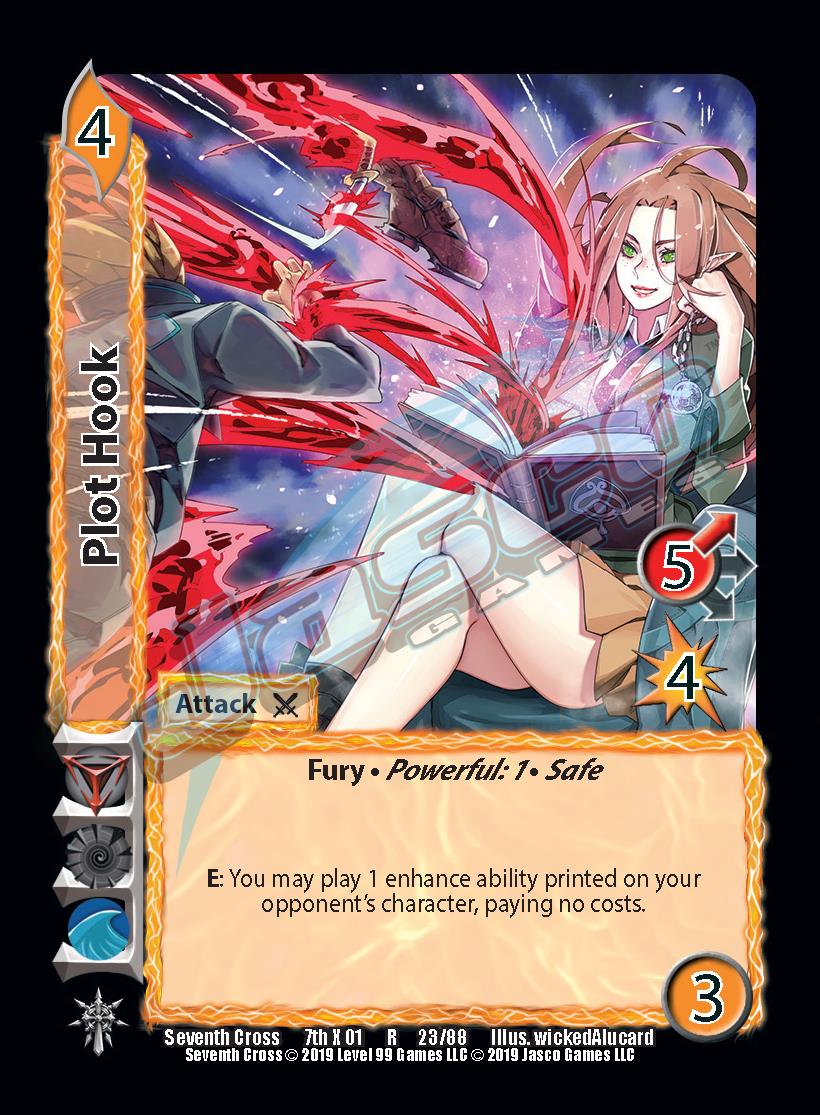 4
Plot Hook
JASCO
GAMES
5
4
Attack
Fury • Powerful: 1 • Safe
E: You may play 1 enhance ability printed on your
opponent's character, paying no costs.
3
Seventh Cross 7th X 01 R 23/88 Illus. wickedAlucard
Seventh Cross © 2019 Level 99 Games LLC © 2019 Jasco Games LLC